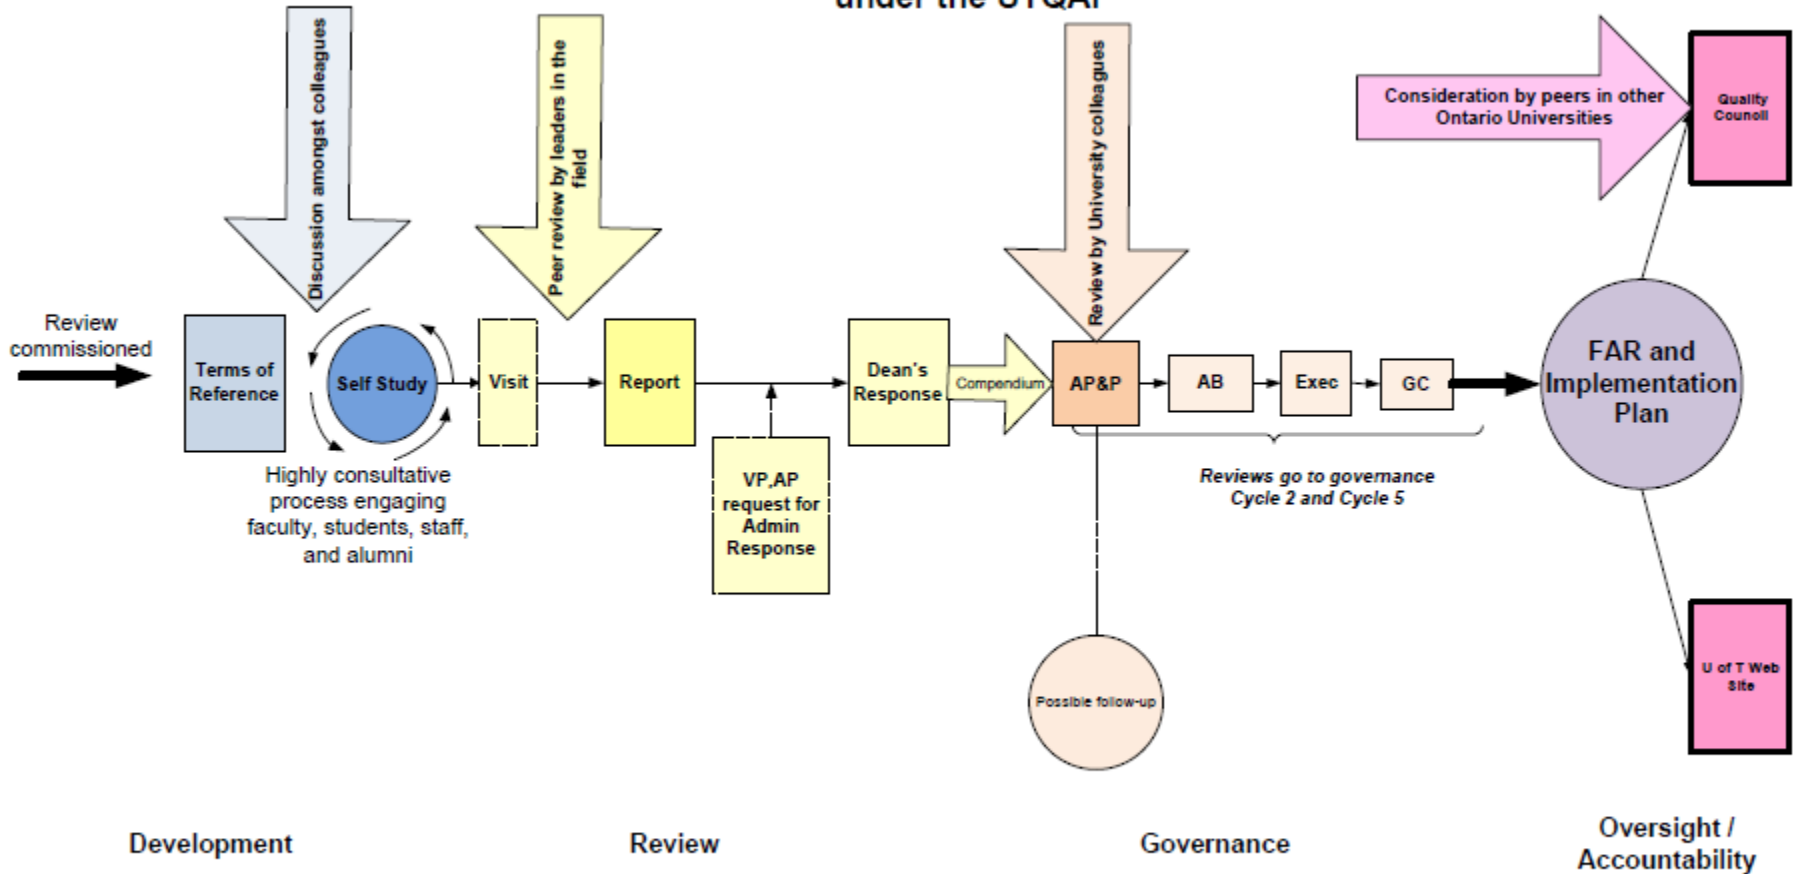 under the UTQAP
Discussion amongst colleagues
Peer review by leaders in the
field
Review by University colleagues
Consideration by peers in other
Ontario Universities
Quality
Council
Review
commissioned
Terms of
Reference
Self Study
Visit
Report
Dean's
Response
Compendium
AP&P
AB
Exec
GC
FAR and
Implementation
Plan
Highly consultative
process engaging
faculty, students, staff,
and alumni
VP,AP
request for
Admin
Response
Reviews go to governance
Cycle 2 and Cycle 5
Possible follow-up
U of T Web
Site
Development
Review
Governance
Oversight /
Accountability